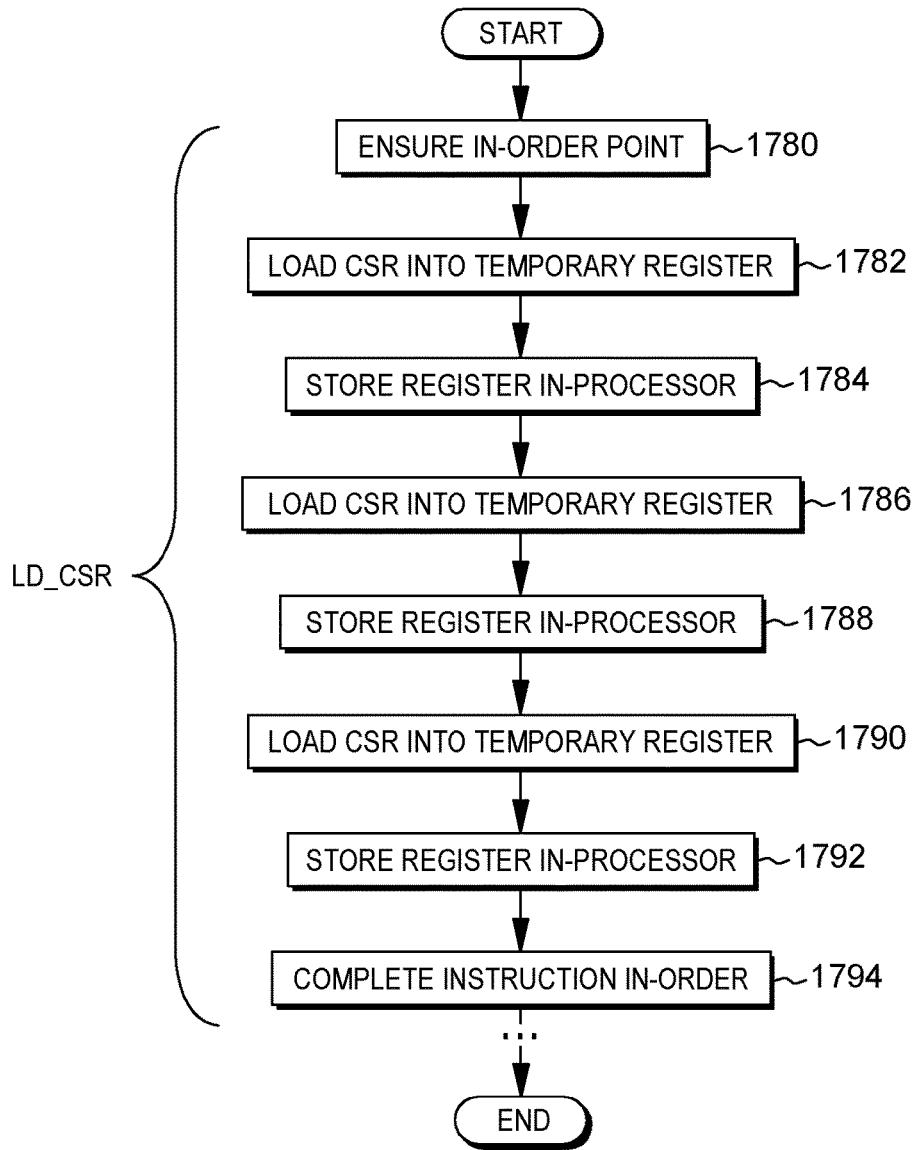 START
ENSURE IN-ORDER POINT 1780
LOAD CSR INTO TEMPORARY REGISTER 1782
STORE REGISTER IN-PROCESSOR 1784
LOAD CSR INTO TEMPORARY REGISTER 1786
LD_CSR
STORE REGISTER IN-PROCESSOR 1788
LOAD CSR INTO TEMPORARY REGISTER 1790
STORE REGISTER IN-PROCESSOR 1792
COMPLETE INSTRUCTION IN-ORDER 1794
...
END